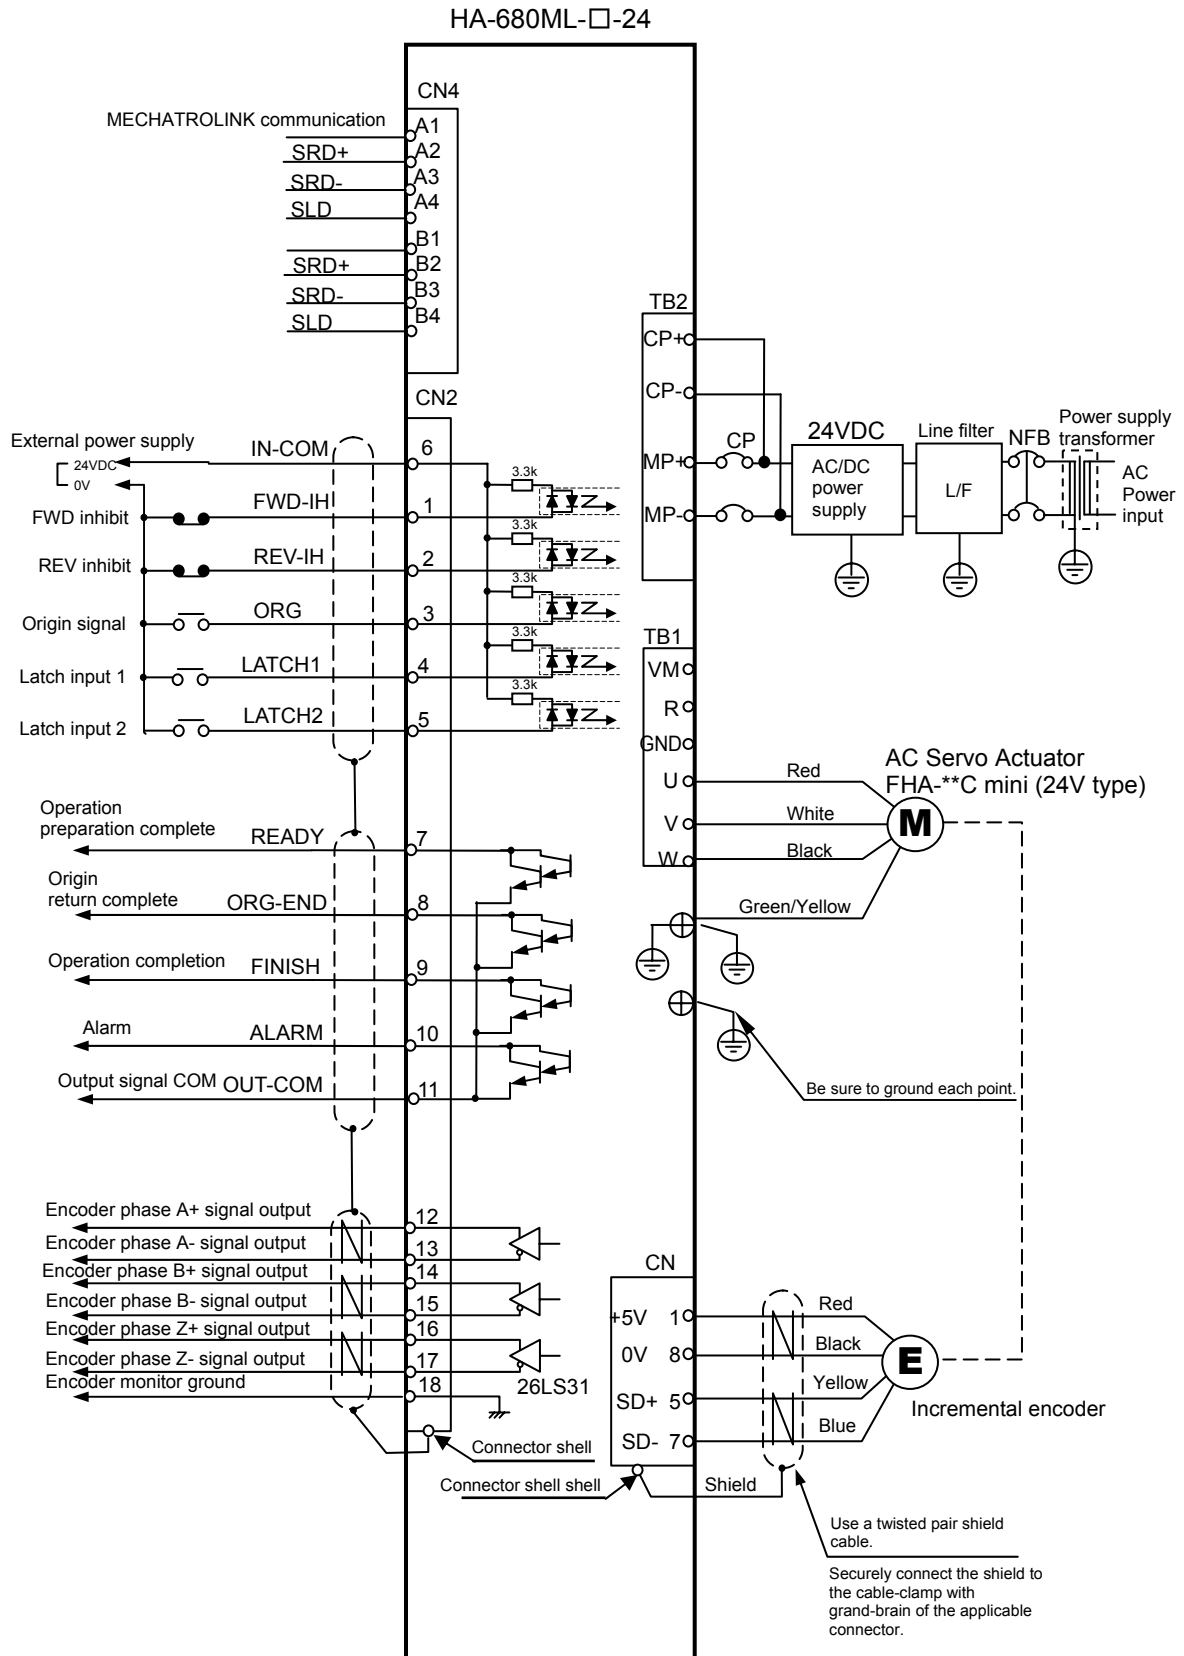 HA-680ML-□-24
CN4
MECHATROLINK communication
A1
SRD+ A2
SRD- A3
SLD A4
B1
SRD+ B2
SRD- B3
SLD B4
CN2
External power supply
24VDC
0V
IN-COM 6
FWD inhibit FWD-IH 1
REV inhibit REV-IH 2
Origin signal ORG 3
Latch input 1 LATCH1 4
Latch input 2 LATCH2 5
3.3k
3.3k
3.3k
3.3k
3.3k
Operation
preparation complete
READY 7
Origin
return complete
ORG-END 8
Operation completion FINISH 9
Alarm ALARM 10
Output signal COM OUT-COM 11
Encoder phase A+ signal output 12
Encoder phase A- signal output 13
Encoder phase B+ signal output 14
Encoder phase B- signal output 15
Encoder phase Z+ signal output 16
Encoder phase Z- signal output 17
Encoder monitor ground 18
26LS31
Connector shell
Connector shell shell
TB2
CP+
CP-
MP+
MP-
CP
24VDC
AC/DC
power
supply
Line filter
L/F
NFB
Power supply
transformer
AC
Power
input
TB1
VM
R
GND
U
V
W
Red
White
Black
Green/Yellow
AC Servo Actuator
FHA-**C mini (24V type)
M
Be sure to ground each point.
CN
+5V 1
0V 8
SD+ 5
SD- 7
Red
Black
Yellow
Blue
Shield
E
Incremental encoder
Use a twisted pair shield
cable.
Securely connect the shield to
the cable-clamp with
grand-brain of the applicable
connector.